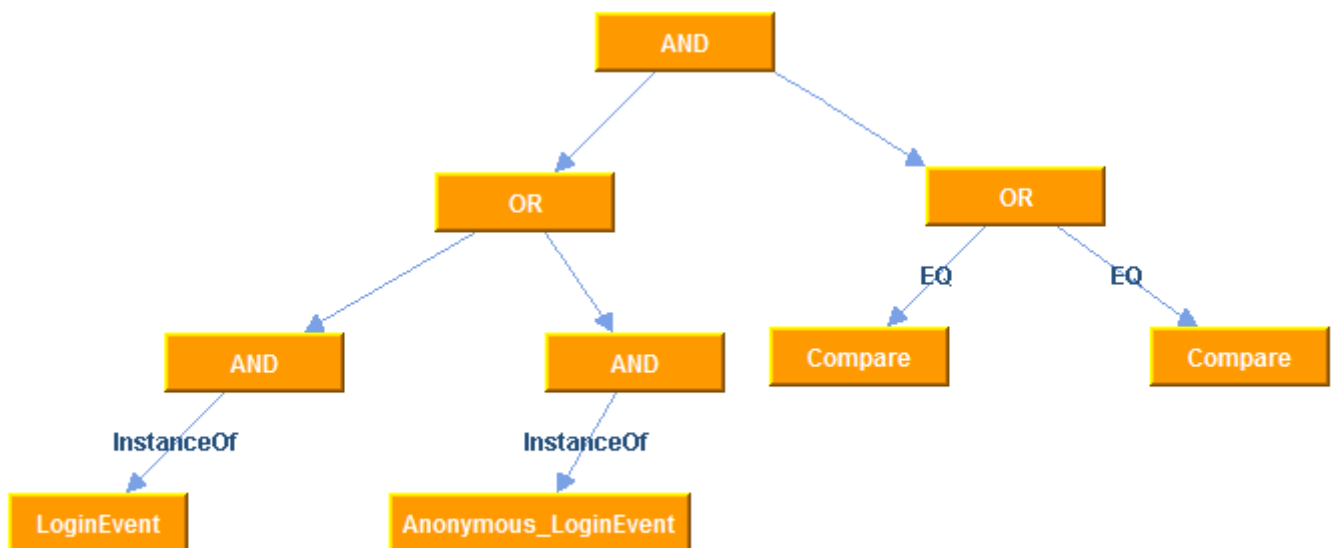 AND
OR
OR
EQ
EQ
AND
AND
Compare
Compare
InstanceOf
InstanceOf
LoginEvent
Anonymous_LoginEvent